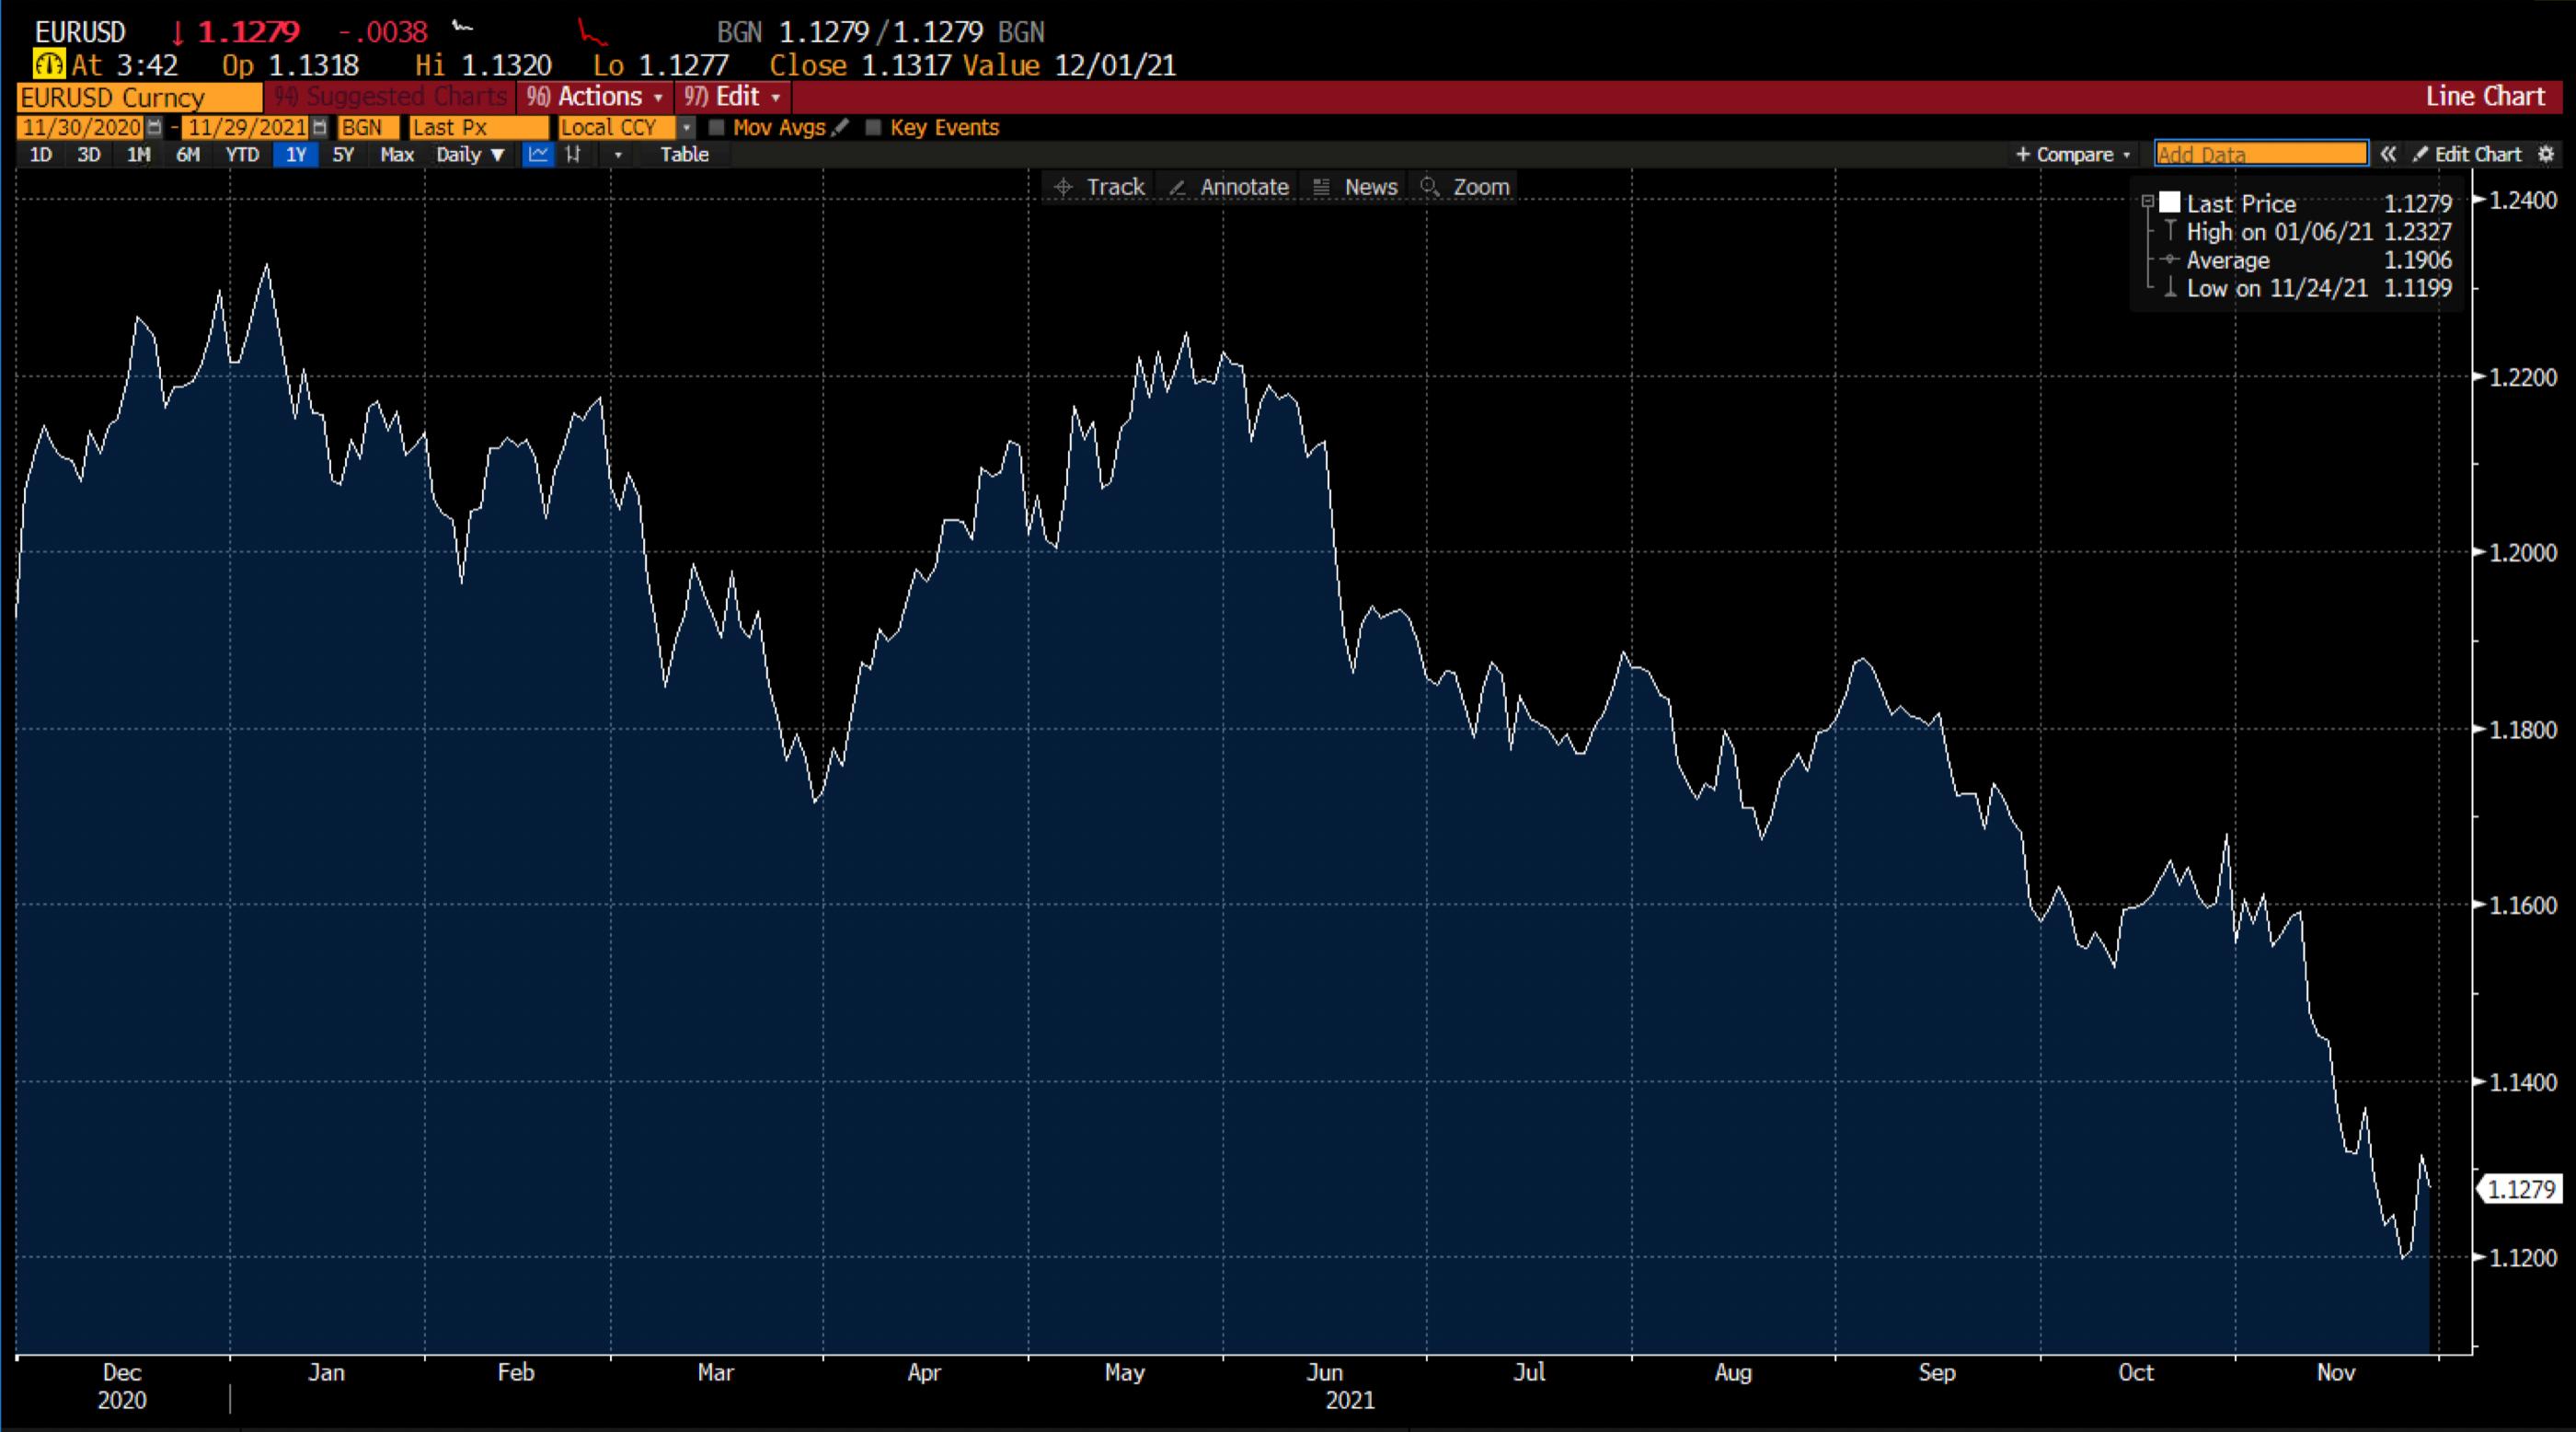 EURUSD ↓ 1.1279 -.0038 BGN 1.1279/1.1279 BGN
At 3:42 Op 1.1318 Hi 1.1320 Lo 1.1277 Close 1.1317 Value 12/01/21
EURUSD Curncy 94) Suggested Charts 96) Actions 97) Edit Line Chart
11/30/2020 - 11/29/2021 BGN Last Px Local CCY Mov Avgs Key Events
1D 3D 1M 6M YTD 1Y 5Y Max Daily ▼ Table + Compare Add Data « Edit Chart
Track Annotate News Zoom
Last Price 1.1279
High on 01/06/21 1.2327
Average 1.1906
Low on 11/24/21 1.1199
1.2400
1.2200
1.2000
1.1800
1.1600
1.1400
1.1279
1.1200
Dec Jan Feb Mar Apr May Jun Jul Aug Sep Oct Nov
2020 2021